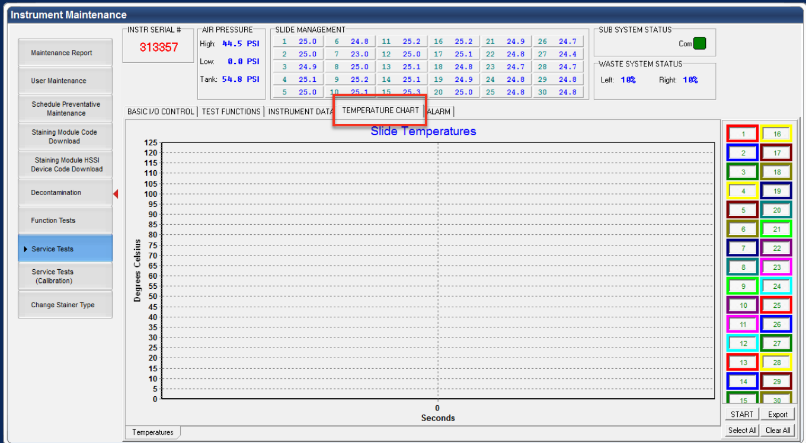 Instrument Maintenance
INSTR SERIAL #
313357
AIR PRESSURE
High: 44.5 PSI
Low: 0.0 PSI
Tank: 54.8 PSI
SLIDE MANAGEMENT
1 25.0 6 24.8 11 25.2 16 25.2 21 24.9 26 24.7
2 25.0 7 23.0 12 25.0 17 25.1 22 24.8 27 24.8
3 24.9 8 25.0 13 25.1 18 24.8 23 24.7 28 24.7
4 25.1 9 25.2 14 25.1 19 24.9 24 24.8 29 24.8
5 25.0 10 25.1 15 25.3 20 25.0 25 24.8 30 24.8
SUB SYSTEM STATUS
Com
WASTE SYSTEM STATUS
Left: 10% Right: 10%
Maintenance Report
User Maintenance
Schedule Preventative
Maintenance
Staining Module Code
Download
Staining Module HSSI
Device Code Download
Decontamination
Function Tests
Service Tests
Service Tests
(Calibration)
Change Stainer Type
BASIC I/O CONTROL TEST FUNCTIONS INSTRUMENT DATA TEMPERATURE CHART ALARM
Slide Temperatures
Degrees Celsius
125
120
115
110
105
100
95
90
85
80
75
70
65
60
55
50
45
40
35
30
25
20
15
10
5
0
0
Seconds
Temperatures
1 16
2 17
3 18
4 19
5 20
6 21
7 22
8 23
9 24
10 25
11 26
12 27
13 28
14 29
15 30
START Export
Select All Clear All